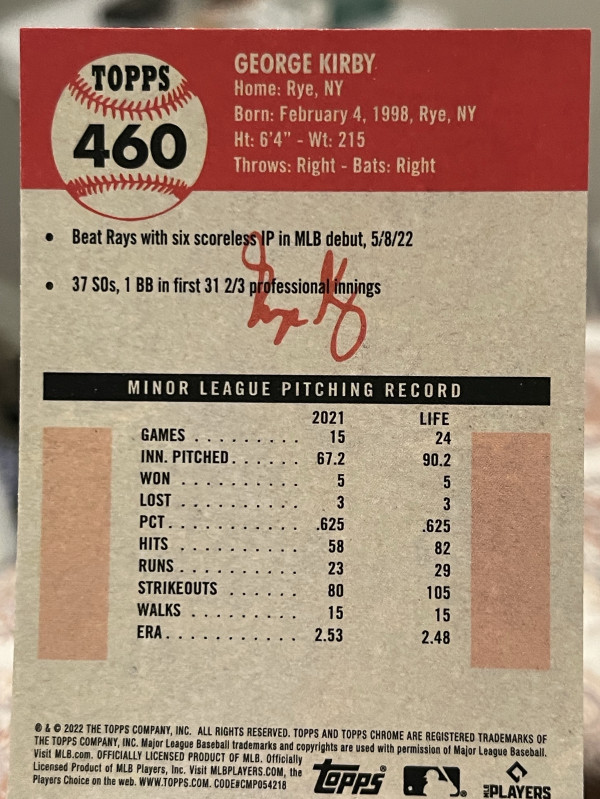 TOPPS
460
GEORGE KIRBY
Home: Rye, NY
Born: February 4, 1998, Rye, NY
Ht: 6'4" - Wt: 215
Throws: Right - Bats: Right
• Beat Rays with six scoreless IP in MLB debut, 5/8/22
• 37 SOs, 1 BB in first 31 2/3 professional innings
MINOR LEAGUE PITCHING RECORD
2021 LIFE
GAMES . . . . . . . . . . 15 24
INN. PITCHED. . . . . . 67.2 90.2
WON . . . . . . . . . . . 5 5
LOST . . . . . . . . . . . 3 3
PCT. . . . . . . . . . . . .625 .625
HITS . . . . . . . . . . . 58 82
RUNS . . . . . . . . . . . 23 29
STRIKEOUTS . . . . . . 80 105
WALKS . . . . . . . . . . 15 15
ERA . . . . . . . . . . . . 2.53 2.48
® & © 2022 THE TOPPS COMPANY, INC. ALL RIGHTS RESERVED. TOPPS AND TOPPS CHROME ARE REGISTERED TRADEMARKS OF
THE TOPPS COMPANY, INC. Major League Baseball trademarks and copyrights are used with permission of Major League Baseball.
Visit MLB.com. OFFICIALLY LICENSED PRODUCT OF MLB. Officially
Licensed Product of MLB Players, Inc. Visit MLBPLAYERS.COM, the
Players Choice on the web. WWW.TOPPS.COM. CODE#CMP054218
TOPPS®
MLB PLAYERS